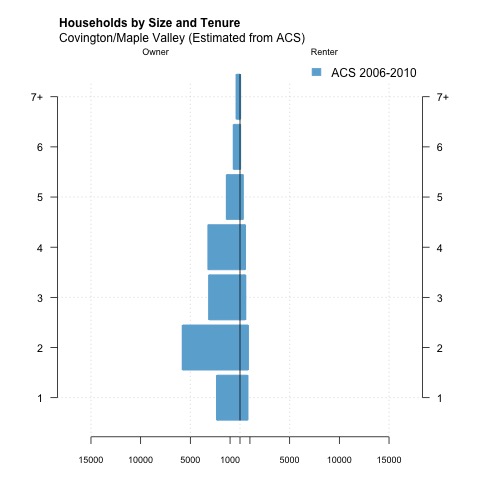 Households by Size and Tenure
Covington/Maple Valley (Estimated from ACS)
Owner Renter
ACS 2006-2010
7+ 7+
6 6
5 5
4 4
3 3
2 2
1 1
15000 10000 5000 1000 5000 10000 15000